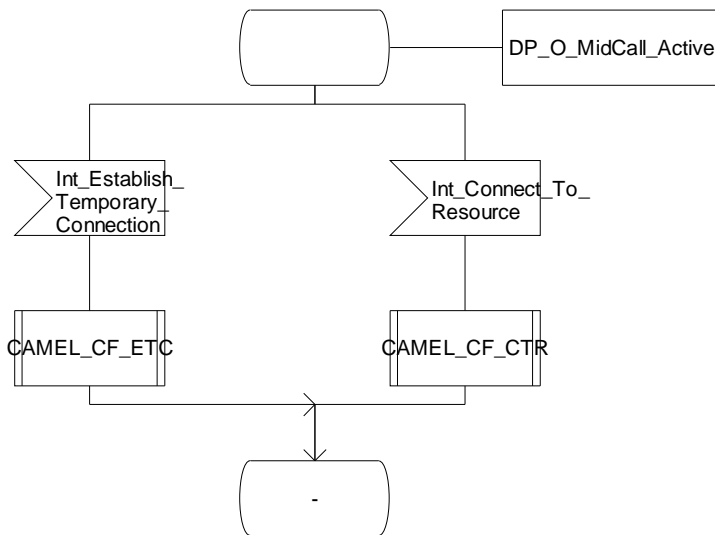 DP_O_MidCall_Active
Int_Establish_
Temporary_
Connection
Int_Connect_To_
Resource
CAMEL_CF_ETC
CAMEL_CF_CTR
-